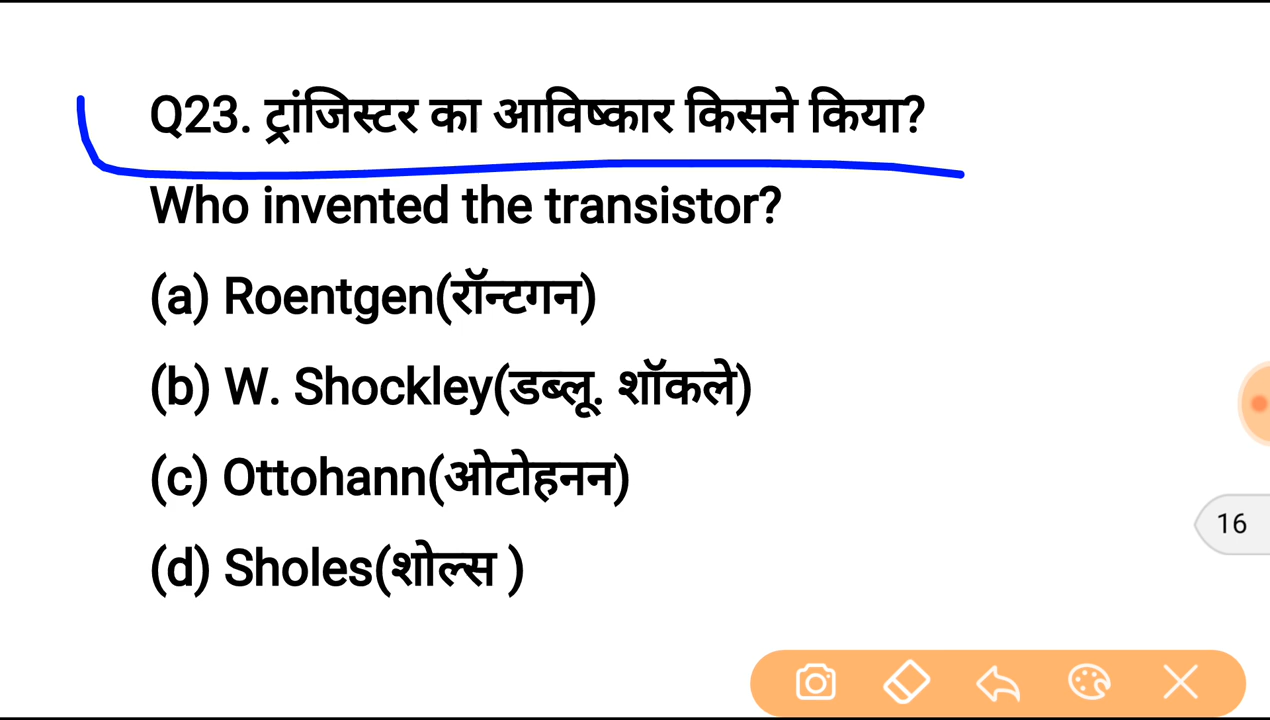 Q23. ट्रांजिस्टर का आविष्कार किसने किया?
Who invented the transistor?
(a) Roentgen(रॉन्टगन)
(b) W. Shockley(डब्लू. शॉकले)
(c) Ottohann(ओटोहनन)
(d) Sholes(शोल्स )
16